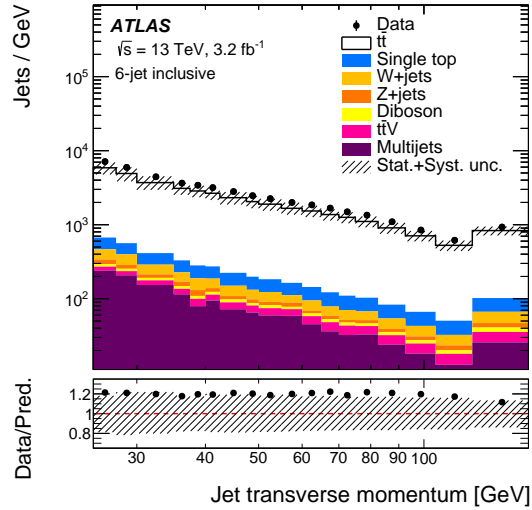 Jets / GeV
ATLAS
√s = 13 TeV, 3.2 fb⁻¹
6-jet inclusive
Data
tt̄
Single top
W+jets
Z+jets
Diboson
tt̄V
Multijets
Stat.+Syst. unc.
10⁵
10⁴
10³
10²
Data/Pred.
1.2
1
0.8
30 40 50 60 70 80 90 100
Jet transverse momentum [GeV]